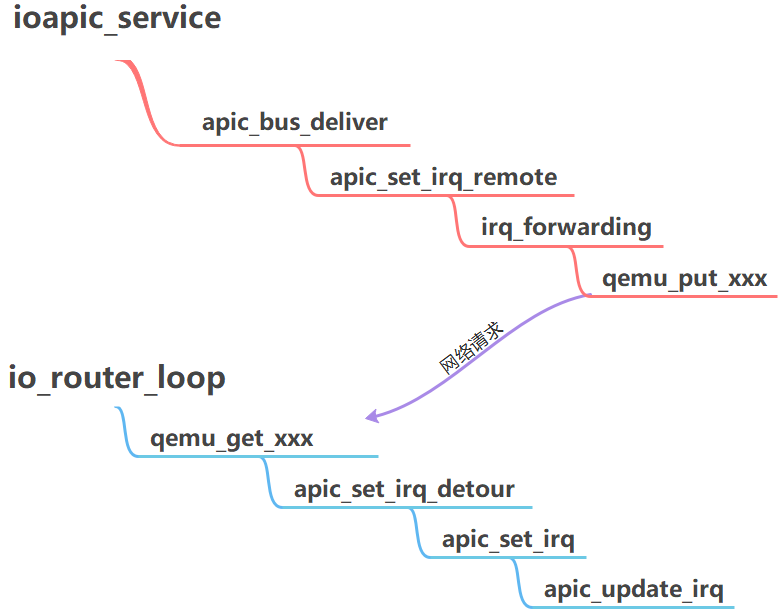 ioapic_service
apic_bus_deliver
apic_set_irq_remote
irq_forwarding
qemu_put_xxx
网络请求
io_router_loop
qemu_get_xxx
apic_set_irq_detour
apic_set_irq
apic_update_irq